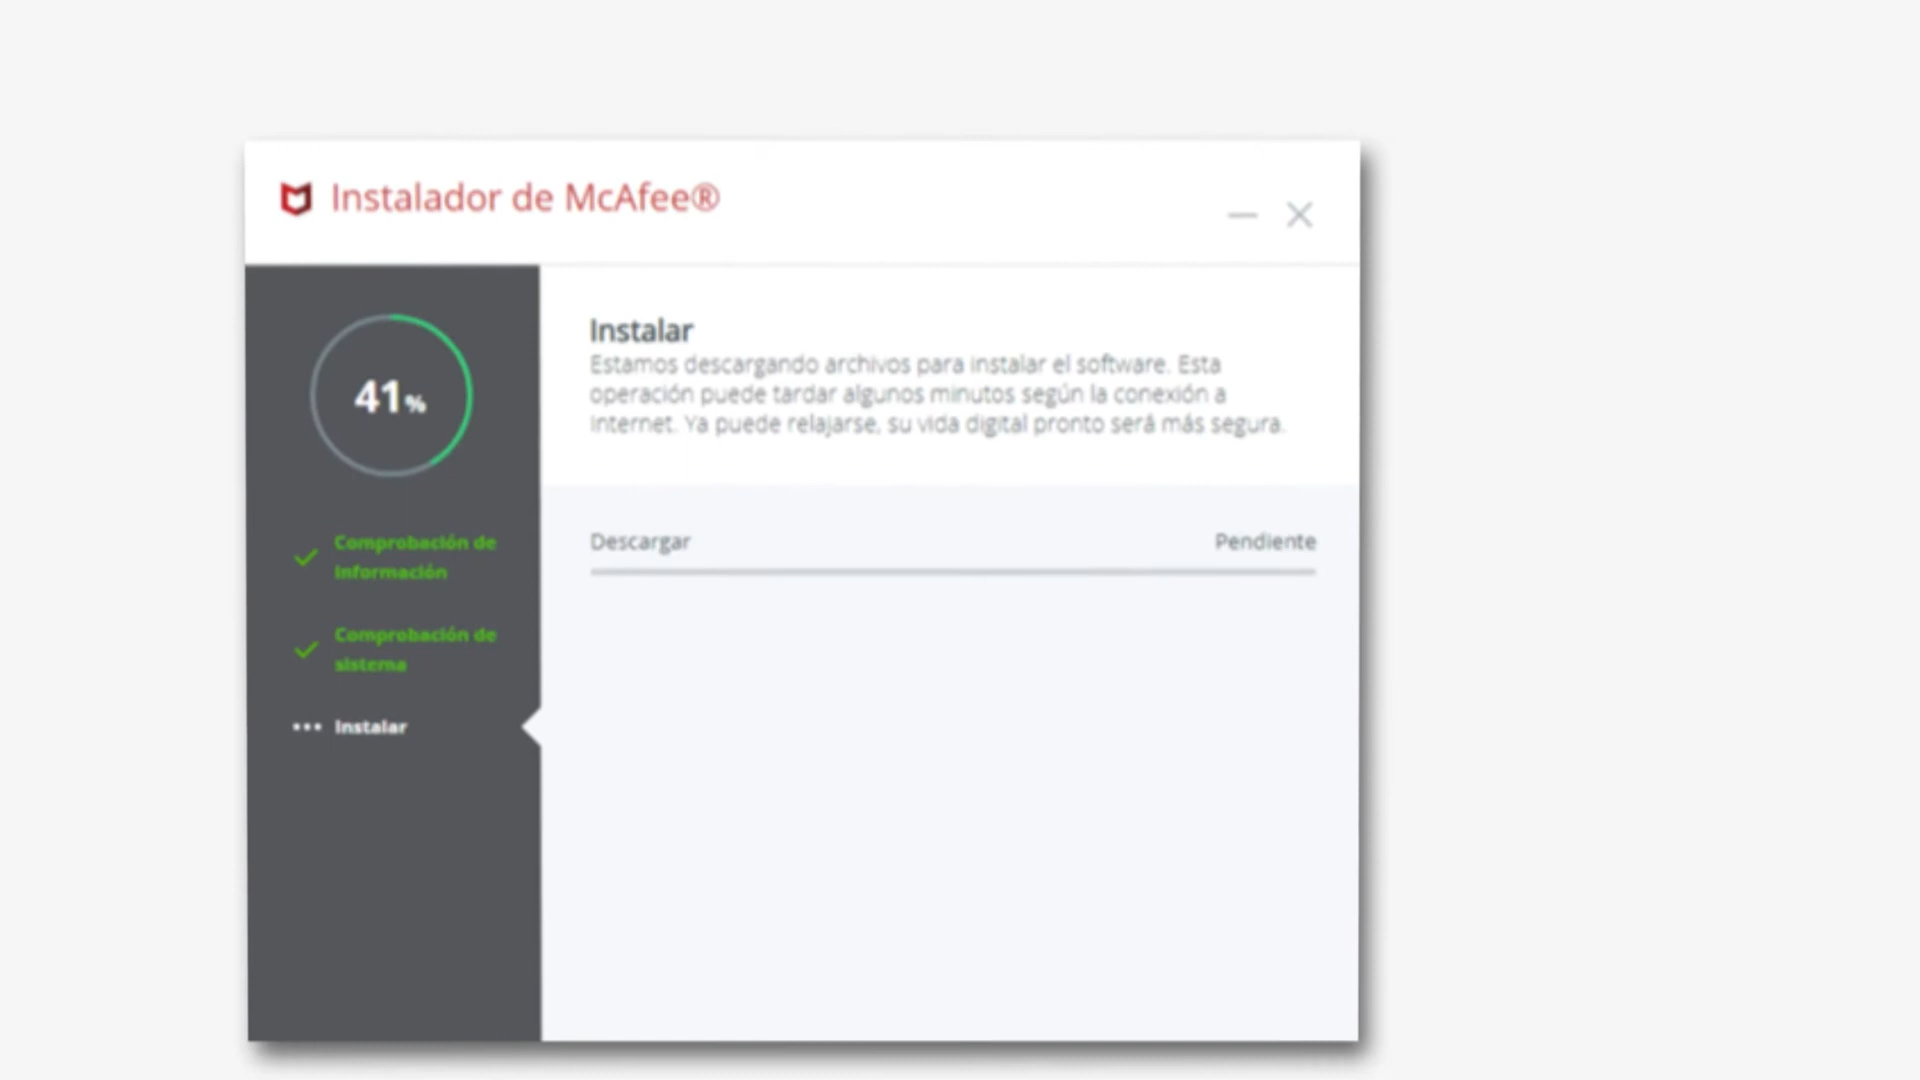 Instalador de McAfee®
41%
Comprobación de
información
Comprobación de
sistema
Instalar
Instalar
Estamos descargando archivos para instalar el software. Esta
operación puede tardar algunos minutos según la conexión a
Internet. Ya puede relajarse, su vida digital pronto será más segura.
Descargar Pendiente